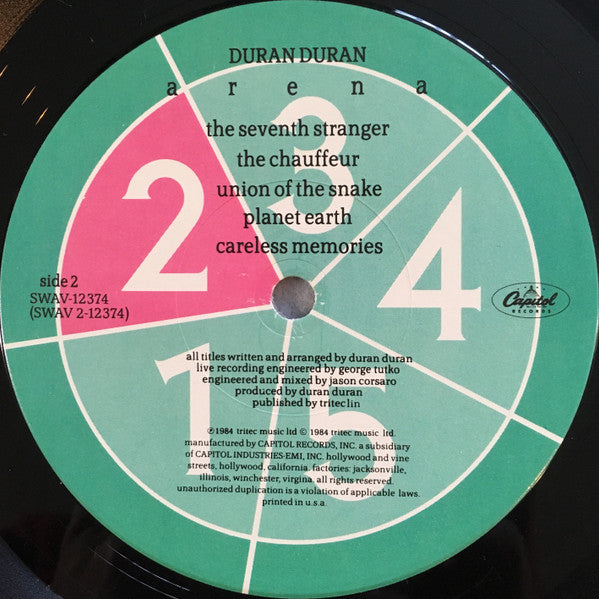 DURAN DURAN
arena
3
the seventh stranger
the chauffeur
union of the snake
planet earth
careless memories
2
4
side 2
SWAV-12374
(SWAV 2-12374)
Capitol
RECORDS
1
5
all titles written and arranged by duran duran
live recording engineered by george tutko
engineered and mixed by jason corsaro
produced by duran duran
published by tritec lin
℗1984 tritec music ltd © 1984 tritec music ltd.
manufactured by CAPITOL RECORDS, INC. a subsidiary
of CAPITOL INDUSTRIES-EMI, INC. hollywood and vine
streets, hollywood, california. factories: jacksonville,
illinois, winchester, virgina. all rights reserved.
unauthorized duplication is a violation of applicable laws.
printed in u.s.a.